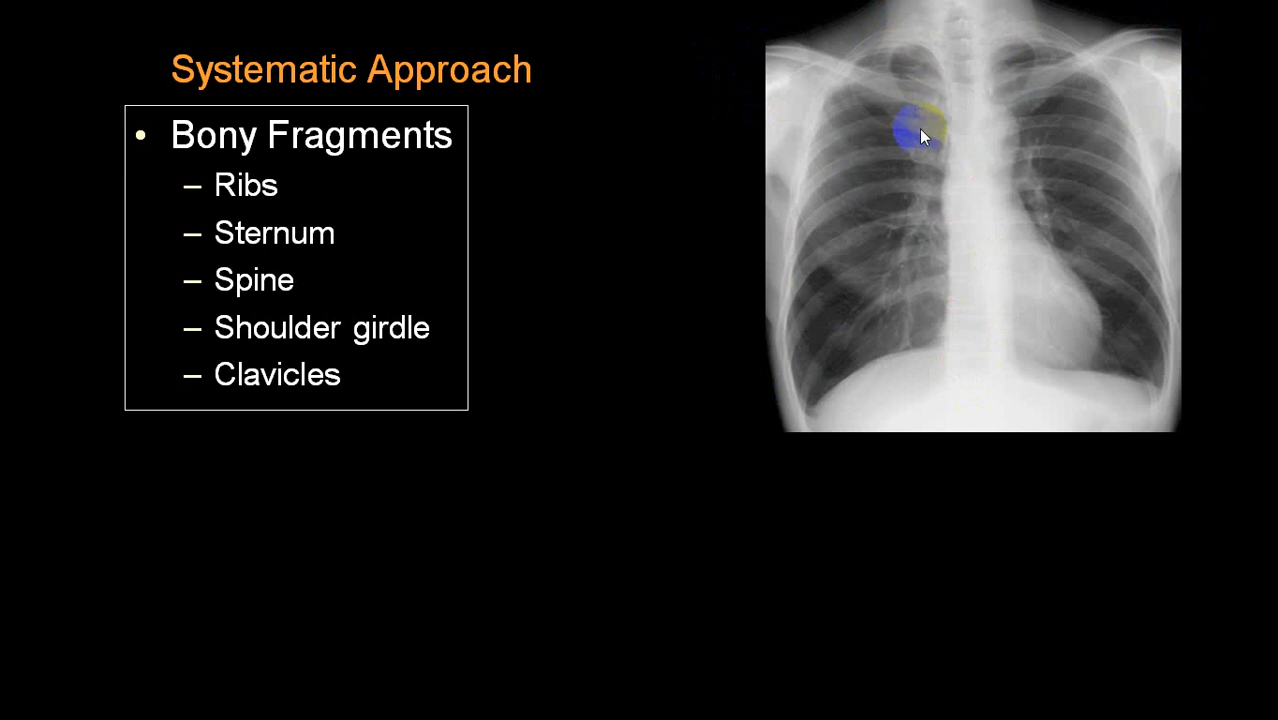 Systematic Approach
• Bony Fragments
– Ribs
– Sternum
– Spine
– Shoulder girdle
– Clavicles